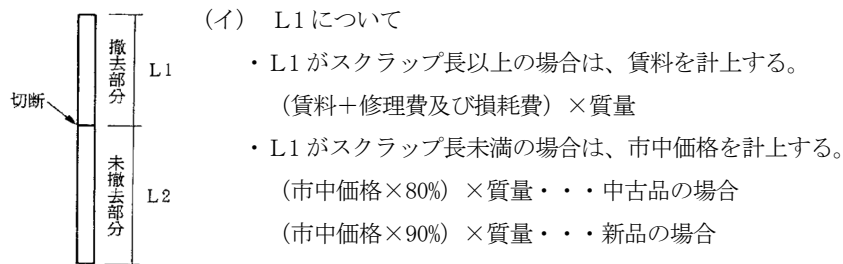 撤去部分
L1
切断
未撤去部分
L2
(イ) L1について
・L1がスクラップ長以上の場合は、賃料を計上する。
(賃料+修理費及び損耗費)×質量
・L1がスクラップ長未満の場合は、市中価格を計上する。
(市中価格×80%)×質量・・・中古品の場合
(市中価格×90%)×質量・・・新品の場合